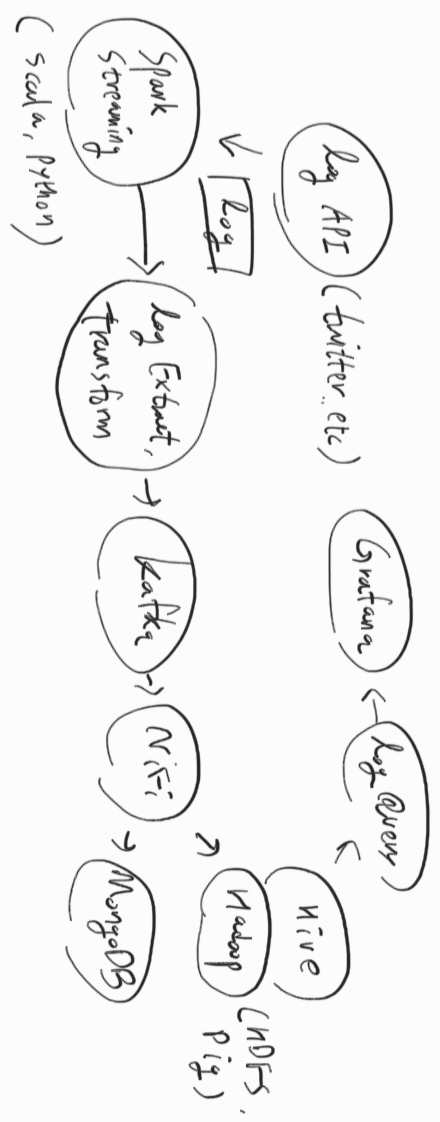 log API (twitter.. etc)
Grafana
log Query
Hive
Hadoop (HDFS,
Pig)
log
Spark
Streaming
(scala, python)
log Extract,
transform
kafka
NiFi
MongoDB